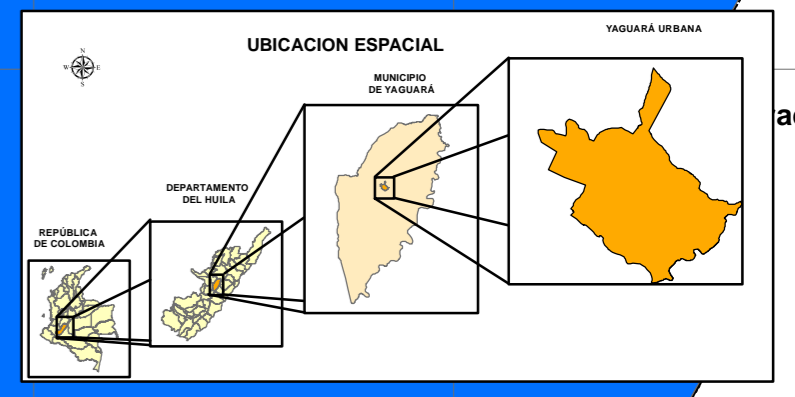 YAGUARÁ URBANA
UBICACION ESPACIAL
N
W E
S
MUNICIPIO
DE YAGUARÁ
DEPARTAMENTO
DEL HUILA
REPÚBLICA
DE COLOMBIA